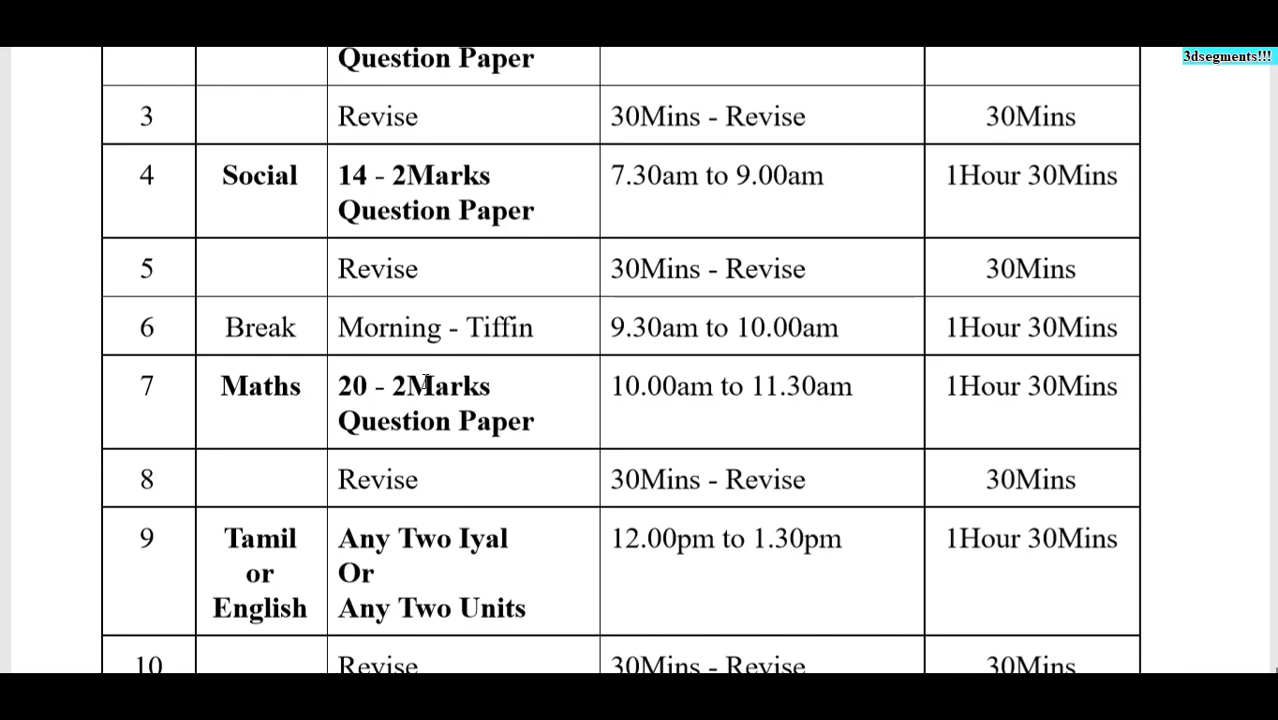 3dsegments!!!
Question Paper
3 Revise 30Mins - Revise 30Mins
4 Social 14 - 2Marks 7.30am to 9.00am 1Hour 30Mins
Question Paper
5 Revise 30Mins - Revise 30Mins
6 Break Morning - Tiffin 9.30am to 10.00am 1Hour 30Mins
7 Maths 20 - 2Marks 10.00am to 11.30am 1Hour 30Mins
Question Paper
8 Revise 30Mins - Revise 30Mins
9 Tamil Any Two Iyal 12.00pm to 1.30pm 1Hour 30Mins
or Or
English Any Two Units
10 Revise 30Mins - Revise 30Mins